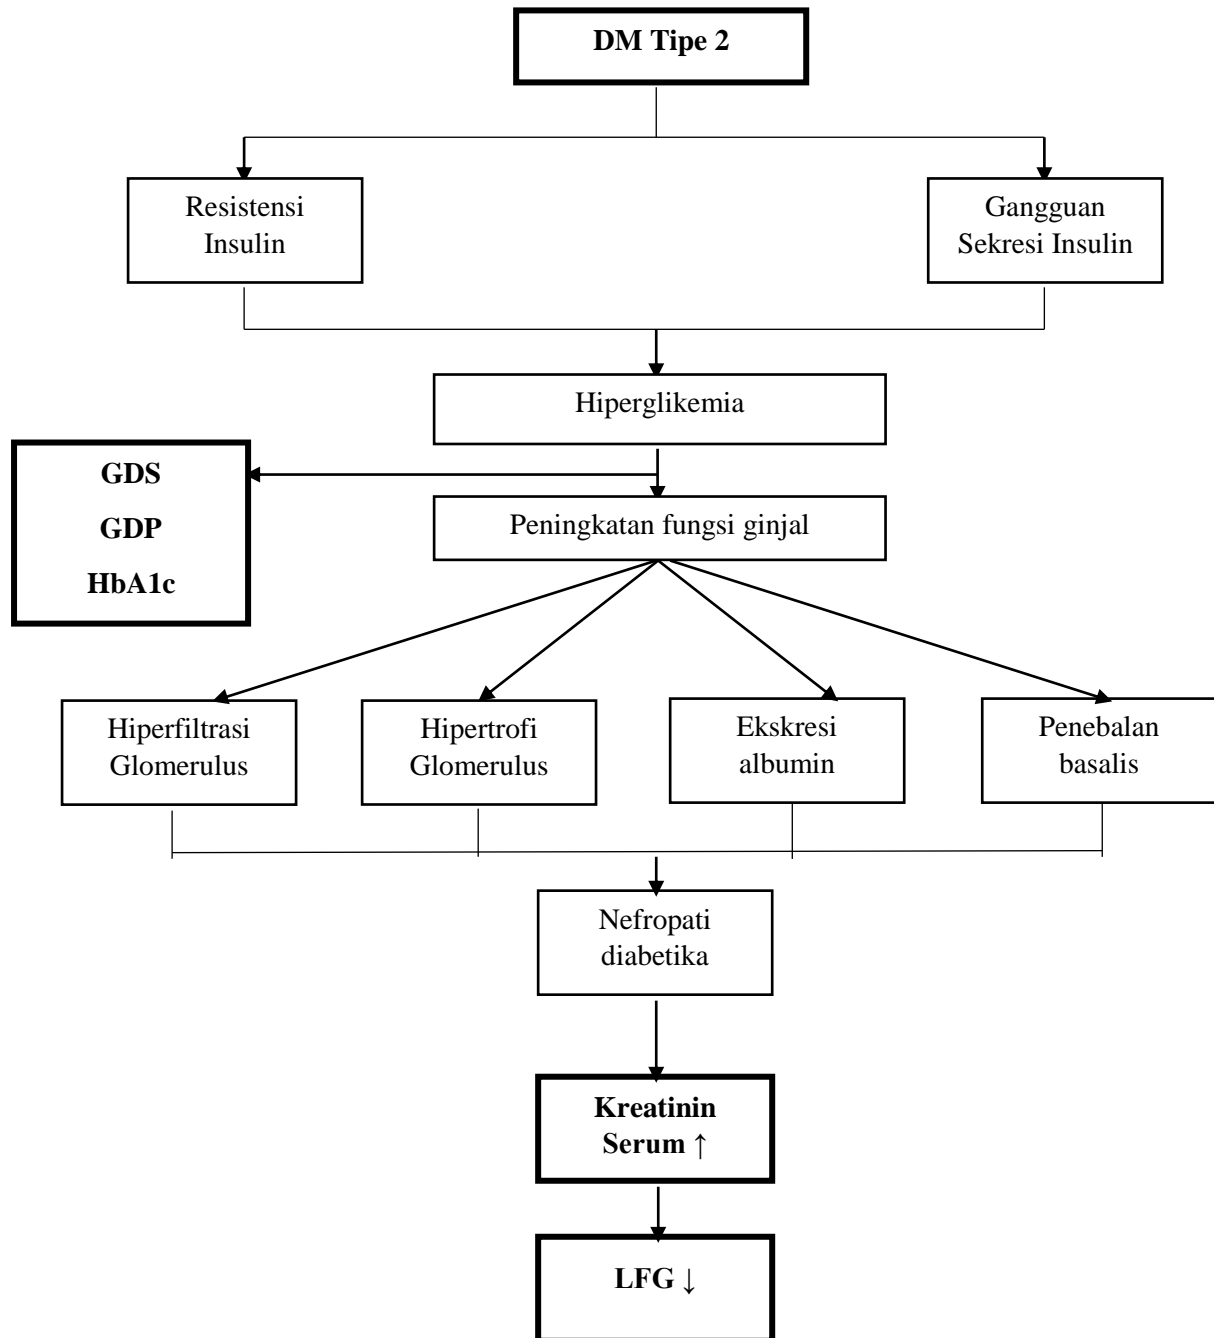 DM Tipe 2
Resistensi
Insulin
Gangguan
Sekresi Insulin
Hiperglikemia
GDS
GDP
HbA1c
Peningkatan fungsi ginjal
Hiperfiltrasi
Glomerulus
Hipertrofi
Glomerulus
Ekskresi
albumin
Penebalan
basalis
Nefropati
diabetika
Kreatinin
Serum ↑
LFG ↓